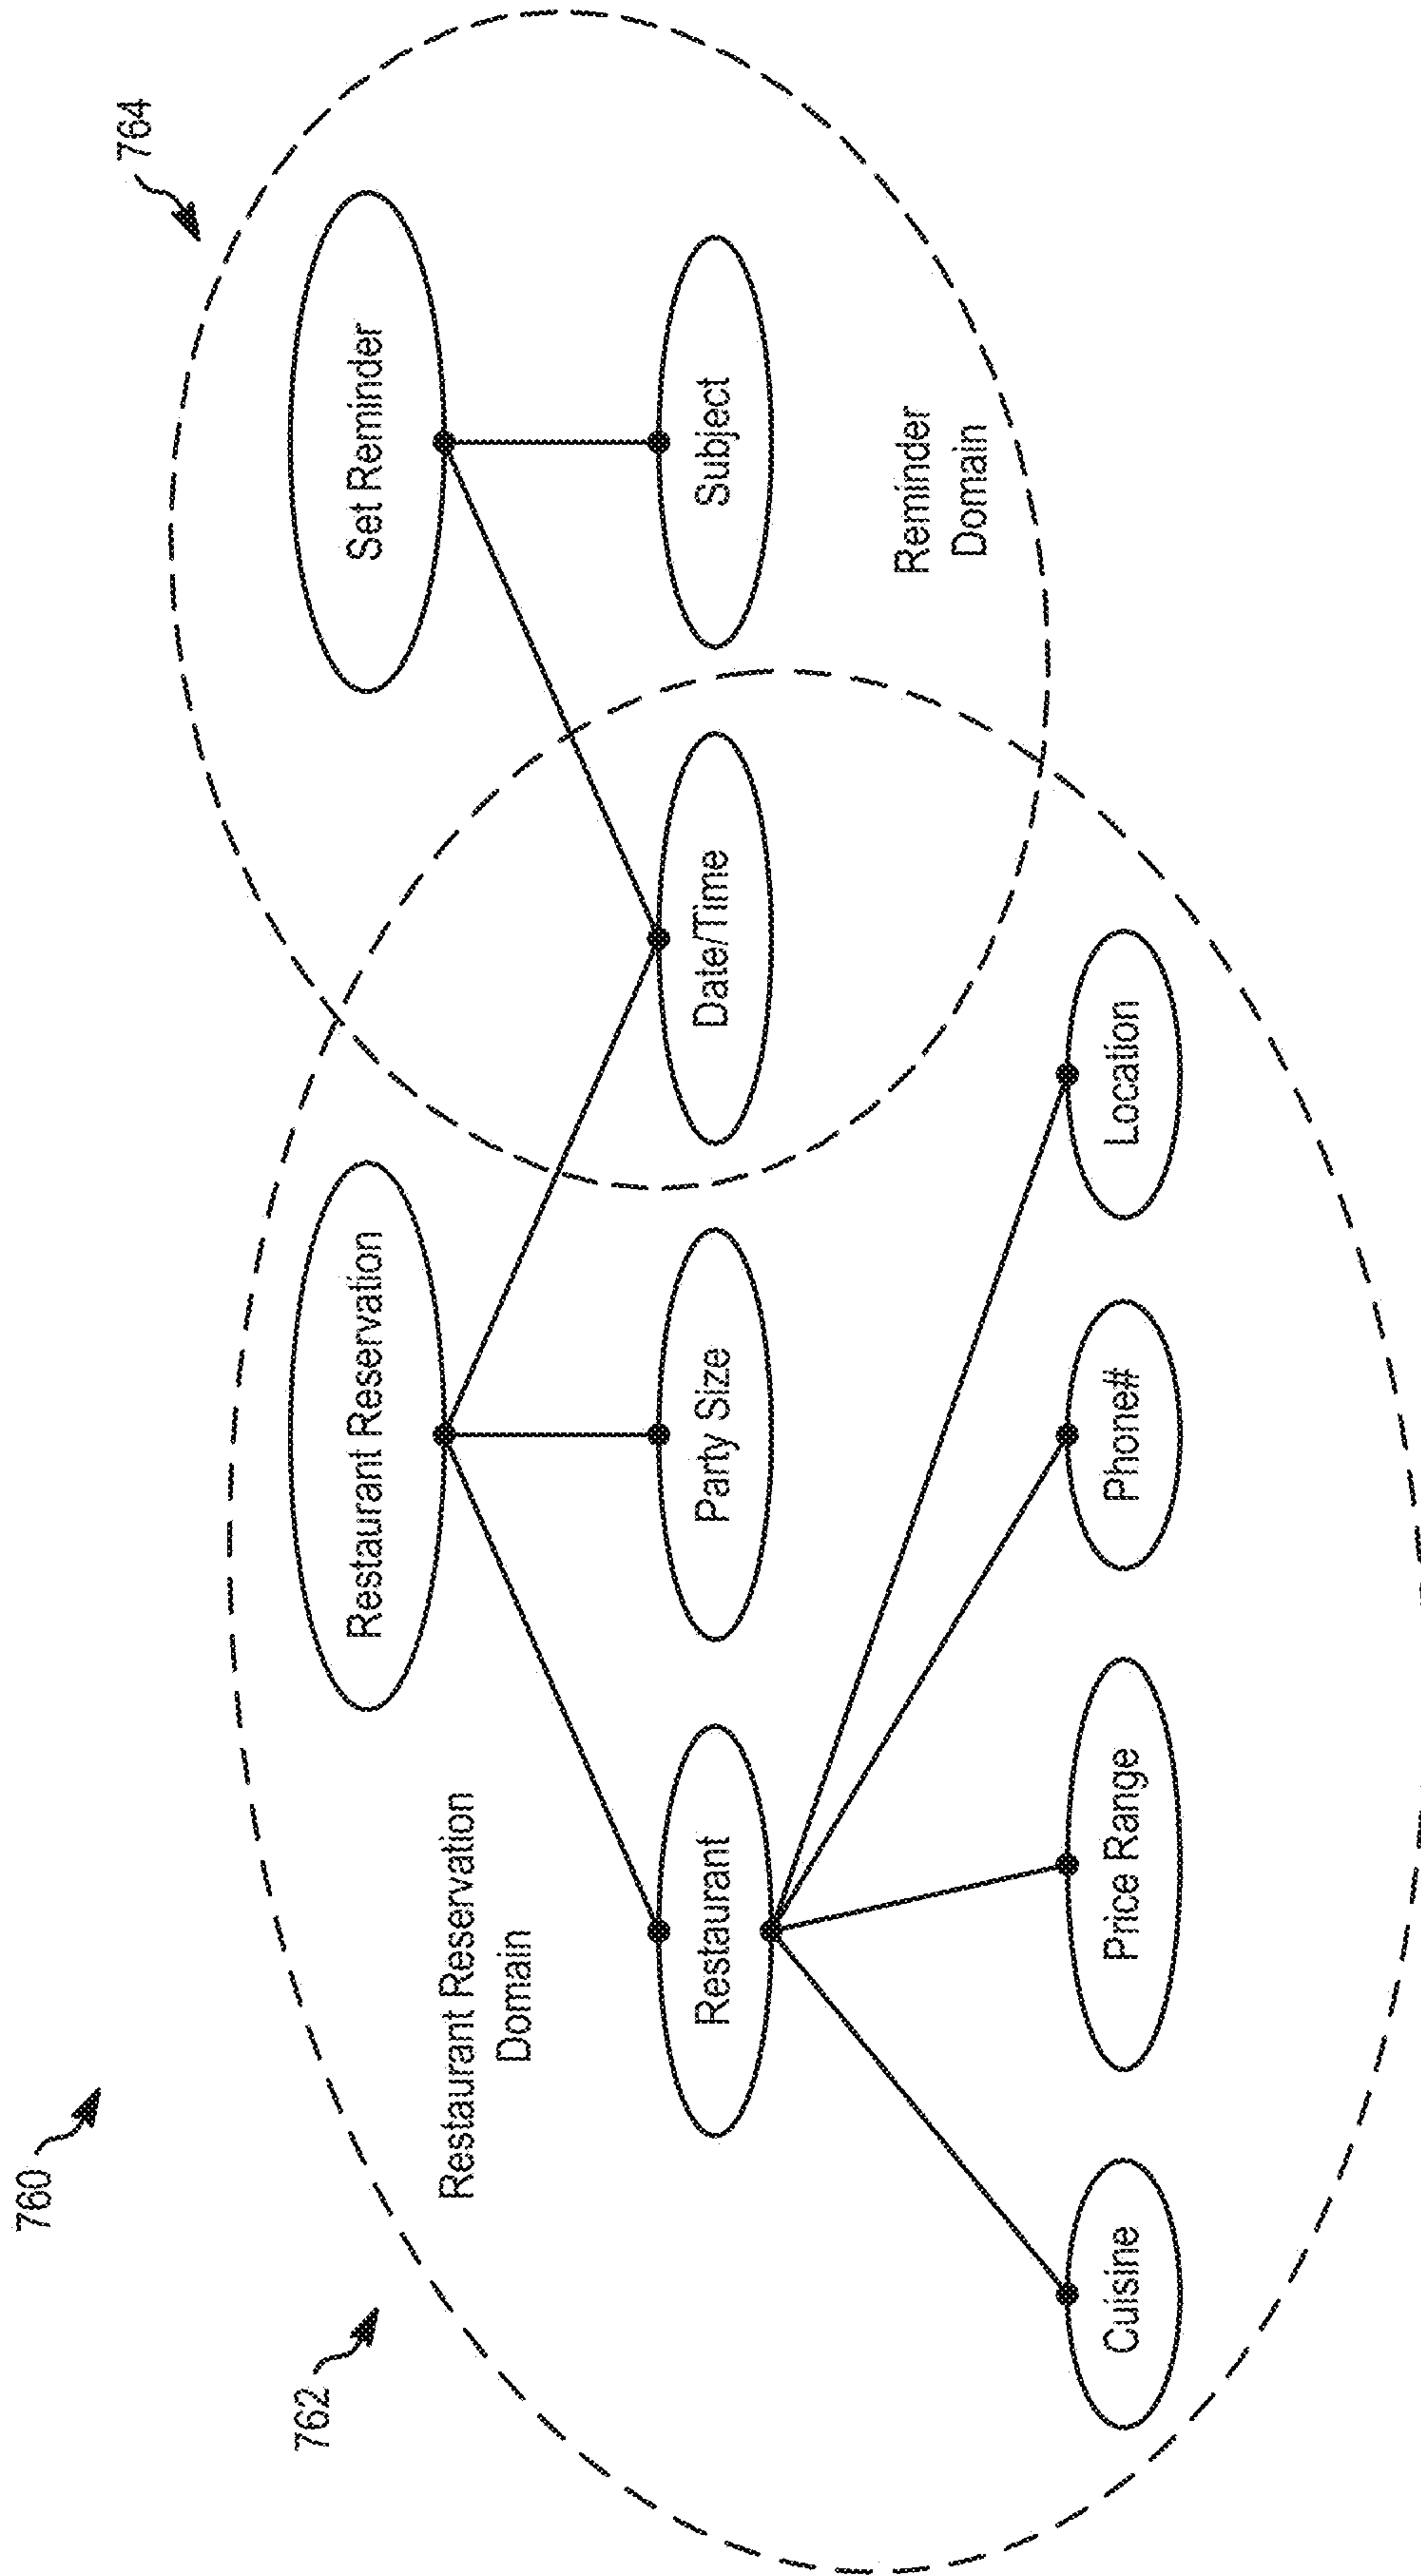 760
762
764
Restaurant Reservation
Domain
Restaurant Reservation
Set Reminder
Restaurant
Party Size
Date/Time
Subject
Reminder
Domain
Cuisine
Price Range
Phone#
Location